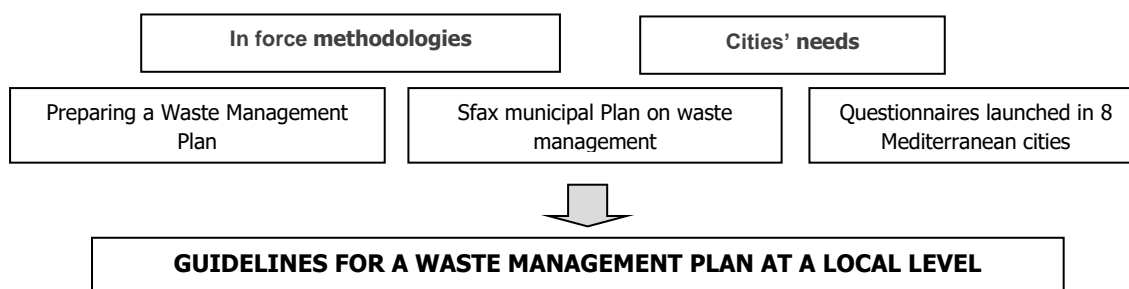 In force methodologies
Cities’ needs
Preparing a Waste Management
Plan
Sfax municipal Plan on waste
management
Questionnaires launched in 8
Mediterranean cities
GUIDELINES FOR A WASTE MANAGEMENT PLAN AT A LOCAL LEVEL